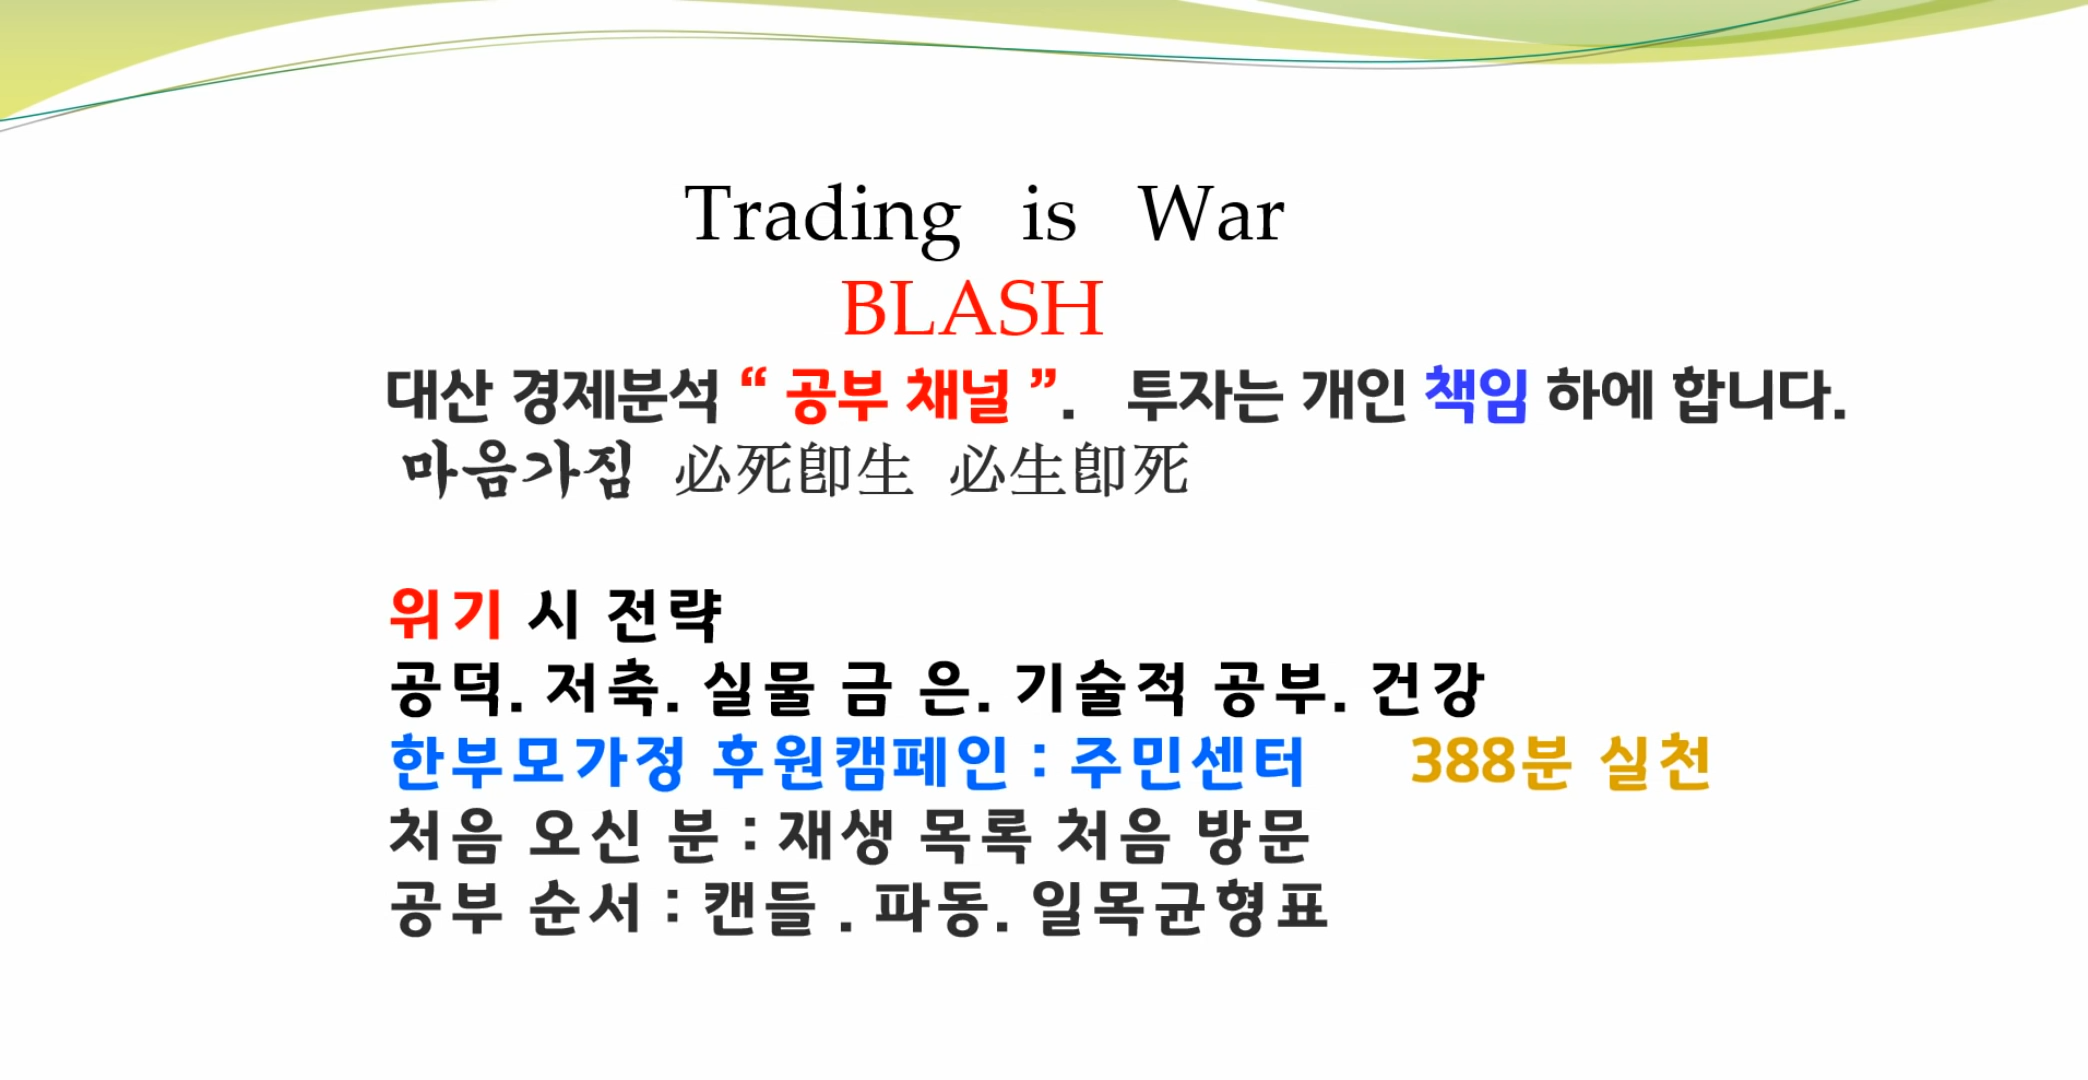 Trading is War
BLASH
대산 경제분석 “ 공부 채널 ”. 투자는 개인 책임 하에 합니다.
마음가짐 必死卽生 必生卽死
위기 시 전략
공덕. 저축. 실물 금 은. 기술적 공부. 건강
한부모가정 후원캠페인 : 주민센터 388분 실천
처음 오신 분 : 재생 목록 처음 방문
공부 순서 : 캔들 . 파동. 일목균형표